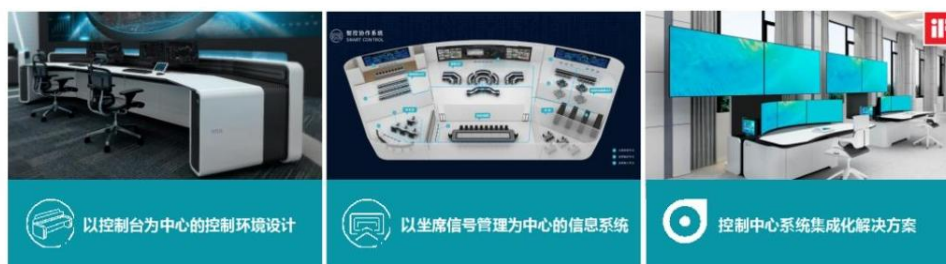 智控协作系统
SMART CONTROL
以控制台为中心的控制环境设计
以坐席信号管理为中心的信息系统
控制中心系统集成化解决方案